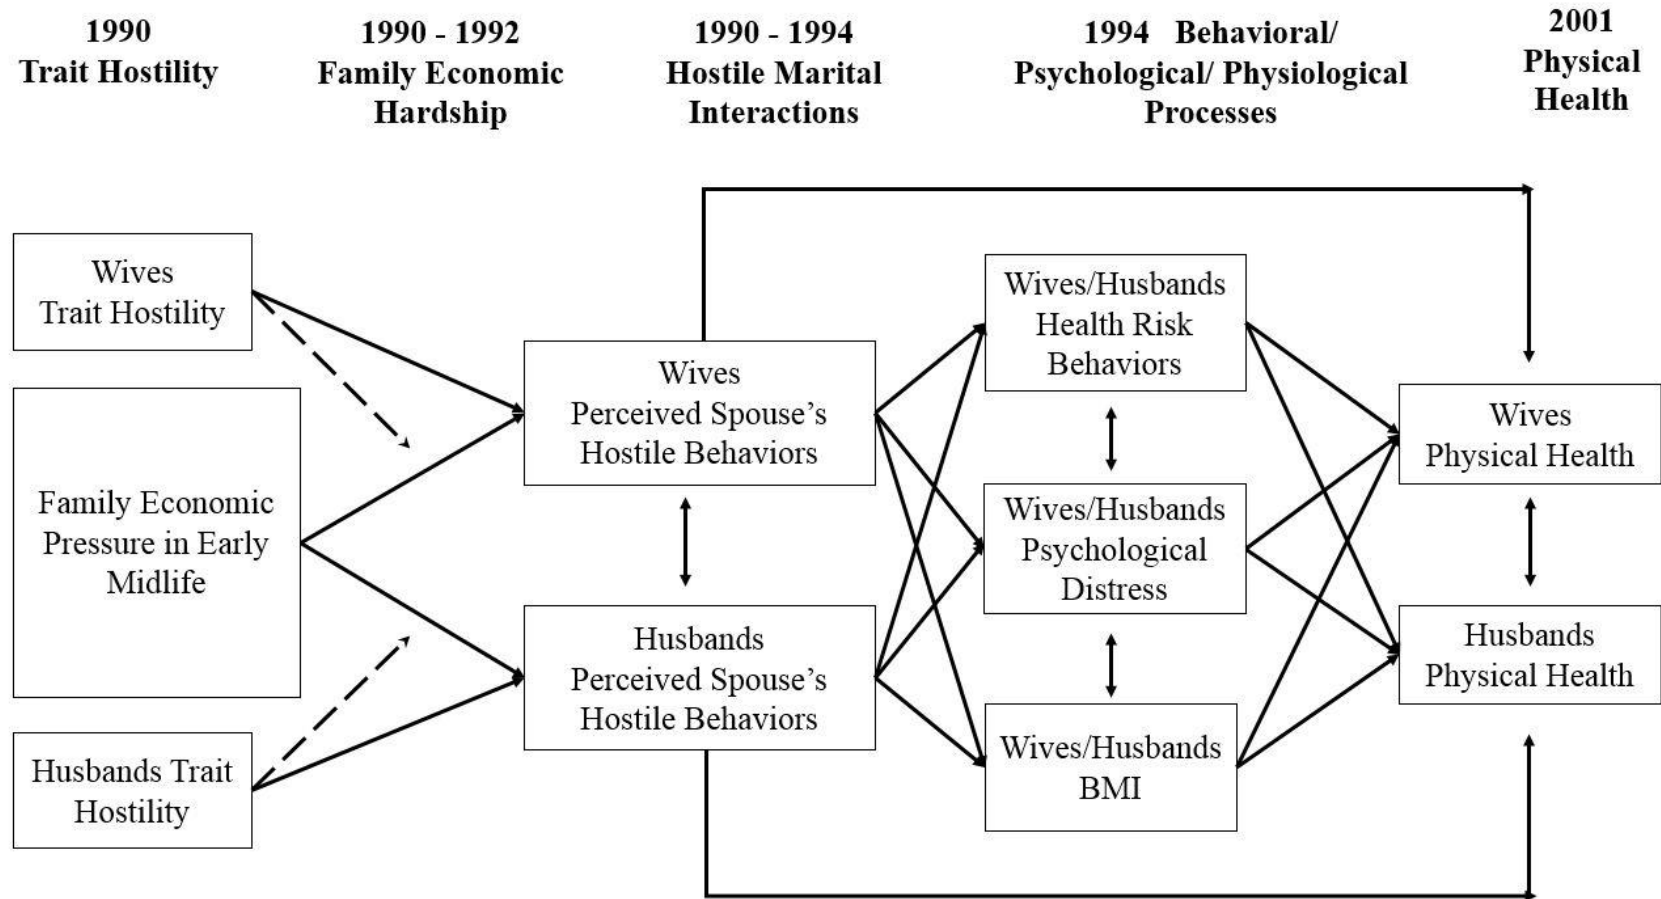 1990
Trait Hostility
1990 - 1992
Family Economic
Hardship
1990 - 1994
Hostile Marital
Interactions
1994 Behavioral/
Psychological/ Physiological
Processes
2001
Physical
Health
Wives
Trait Hostility
Family Economic
Pressure in Early
Midlife
Husbands Trait
Hostility
Wives
Perceived Spouse’s
Hostile Behaviors
Husbands
Perceived Spouse’s
Hostile Behaviors
Wives/Husbands
Health Risk
Behaviors
Wives/Husbands
Psychological
Distress
Wives/Husbands
BMI
Wives
Physical Health
Husbands
Physical Health